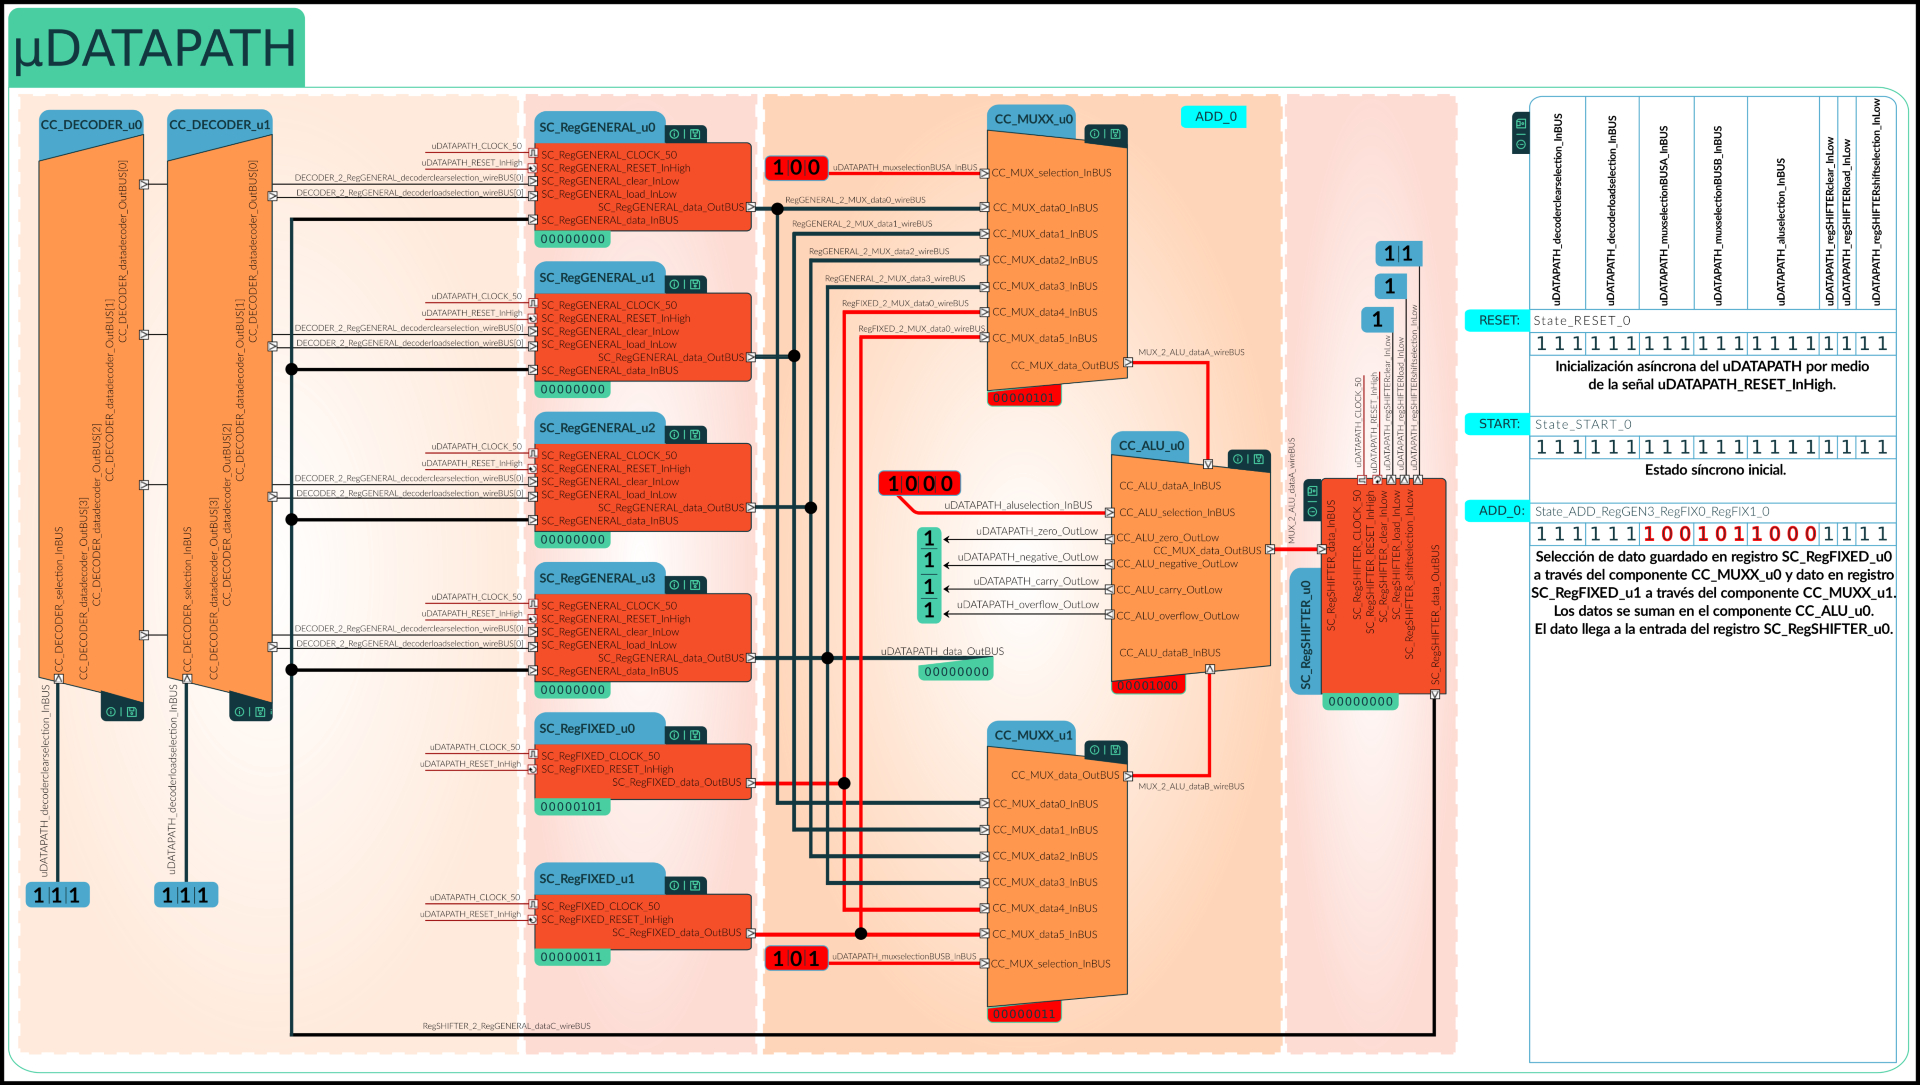 µDATAPATH
CC_DECODER_u0
CC_DECODER_datadecoder_OutBUS[0]
CC_DECODER_datadecoder_OutBUS[1]
CC_DECODER_datadecoder_OutBUS[2]
CC_DECODER_datadecoder_OutBUS[3]
CC_DECODER_selection_InBUS
uDATAPATH_decoderclearselection_InBUS
1 1 1
CC_DECODER_u1
CC_DECODER_datadecoder_OutBUS[0]
CC_DECODER_datadecoder_OutBUS[1]
CC_DECODER_datadecoder_OutBUS[2]
CC_DECODER_datadecoder_OutBUS[3]
CC_DECODER_selection_InBUS
uDATAPATH_decoderloadselection_InBUS
1 1 1
SC_RegGENERAL_u0
uDATAPATH_CLOCK_50
uDATAPATH_RESET_InHigh
DECODER_2_RegGENERAL_decoderclearselection_wireBUS[0]
DECODER_2_RegGENERAL_decoderloadselection_wireBUS[0]
SC_RegGENERAL_CLOCK_50
SC_RegGENERAL_RESET_InHigh
SC_RegGENERAL_clear_InLow
SC_RegGENERAL_load_InLow
SC_RegGENERAL_data_OutBUS
SC_RegGENERAL_data_InBUS
00000000
SC_RegGENERAL_u1
uDATAPATH_CLOCK_50
uDATAPATH_RESET_InHigh
DECODER_2_RegGENERAL_decoderclearselection_wireBUS[0]
DECODER_2_RegGENERAL_decoderloadselection_wireBUS[0]
SC_RegGENERAL_CLOCK_50
SC_RegGENERAL_RESET_InHigh
SC_RegGENERAL_clear_InLow
SC_RegGENERAL_load_InLow
SC_RegGENERAL_data_OutBUS
SC_RegGENERAL_data_InBUS
00000000
SC_RegGENERAL_u2
uDATAPATH_CLOCK_50
uDATAPATH_RESET_InHigh
DECODER_2_RegGENERAL_decoderclearselection_wireBUS[0]
DECODER_2_RegGENERAL_decoderloadselection_wireBUS[0]
SC_RegGENERAL_CLOCK_50
SC_RegGENERAL_RESET_InHigh
SC_RegGENERAL_clear_InLow
SC_RegGENERAL_load_InLow
SC_RegGENERAL_data_OutBUS
SC_RegGENERAL_data_InBUS
00000000
SC_RegGENERAL_u3
uDATAPATH_CLOCK_50
uDATAPATH_RESET_InHigh
DECODER_2_RegGENERAL_decoderclearselection_wireBUS[0]
DECODER_2_RegGENERAL_decoderloadselection_wireBUS[0]
SC_RegGENERAL_CLOCK_50
SC_RegGENERAL_RESET_InHigh
SC_RegGENERAL_clear_InLow
SC_RegGENERAL_load_InLow
SC_RegGENERAL_data_OutBUS
SC_RegGENERAL_data_InBUS
00000000
SC_RegFIXED_u0
uDATAPATH_CLOCK_50
uDATAPATH_RESET_InHigh
SC_RegFIXED_CLOCK_50
SC_RegFIXED_RESET_InHigh
SC_RegFIXED_data_OutBUS
00000101
SC_RegFIXED_u1
uDATAPATH_CLOCK_50
uDATAPATH_RESET_InHigh
SC_RegFIXED_CLOCK_50
SC_RegFIXED_RESET_InHigh
SC_RegFIXED_data_OutBUS
00000011
RegSHIFTER_2_RegGENERAL_dataC_wireBUS
ADD_0
CC_MUXX_u0
1 0 0
uDATAPATH_muxselectionBUSA_InBUS
RegGENERAL_2_MUX_data0_wireBUS
RegGENERAL_2_MUX_data1_wireBUS
RegGENERAL_2_MUX_data2_wireBUS
RegGENERAL_2_MUX_data3_wireBUS
RegFIXED_2_MUX_data0_wireBUS
RegFIXED_2_MUX_data0_wireBUS
CC_MUX_selection_InBUS
CC_MUX_data0_InBUS
CC_MUX_data1_InBUS
CC_MUX_data2_InBUS
CC_MUX_data3_InBUS
CC_MUX_data4_InBUS
CC_MUX_data5_InBUS
CC_MUX_data_OutBUS
00000101
MUX_2_ALU_dataA_wireBUS
CC_ALU_u0
1 0 0 0
uDATAPATH_aluselection_InBUS
uDATAPATH_zero_OutLow
uDATAPATH_negative_OutLow
uDATAPATH_carry_OutLow
uDATAPATH_overflow_OutLow
1
1
1
1
CC_ALU_dataA_InBUS
CC_ALU_selection_InBUS
CC_ALU_zero_OutLow
CC_MUX_data_OutBUS
CC_ALU_negative_OutLow
CC_ALU_carry_OutLow
CC_ALU_overflow_OutLow
CC_ALU_dataB_InBUS
00001000
uDATAPATH_data_OutBUS
00000000
CC_MUXX_u1
CC_MUX_data_OutBUS
CC_MUX_data0_InBUS
CC_MUX_data1_InBUS
CC_MUX_data2_InBUS
CC_MUX_data3_InBUS
CC_MUX_data4_InBUS
CC_MUX_data5_InBUS
CC_MUX_selection_InBUS
1 0 1
uDATAPATH_muxselectionBUSB_InBUS
00000011
MUX_2_ALU_dataB_wireBUS
MUX_2_ALU_dataA_wireBUS
1 1
1
1
uDATAPATH_CLOCK_50
uDATAPATH_RESET_InHigh
uDATAPATH_regSHIFTERclear_InLow
uDATAPATH_regSHIFTERload_InLow
uDATAPATH_regSHIFTERshiftselection_InLow
SC_RegSHIFTER_u0
SC_RegSHIFTER_data_InBUS
SC_RegSHIFTER_CLOCK_50
SC_RegSHIFTER_RESET_InHigh
SC_RegSHIFTER_clear_InLow
SC_RegSHIFTER_load_InLow
SC_RegSHIFTER_shiftselection_InLow
SC_RegSHIFTER_data_OutBUS
00000000
uDATAPATH_decoderclearselection_InBUS
uDATAPATH_decoderloadselection_InBUS
uDATAPATH_muxselectionBUSA_InBUS
uDATAPATH_muxselectionBUSB_InBUS
uDATAPATH_aluselection_InBUS
uDATAPATH_regSHIFTERclear_InLow
uDATAPATH_regSHIFTERload_InLow
uDATAPATH_regSHIFTERshiftselection_InLow
RESET: State_RESET_0
1 1 1 1 1 1 1 1 1 1 1 1 1 1 1 1 1 1 1 1
Inicialización asíncrona del uDATAPATH por medio
de la señal uDATAPATH_RESET_InHigh.
START: State_START_0
1 1 1 1 1 1 1 1 1 1 1 1 1 1 1 1 1 1 1 1
Estado síncrono inicial.
ADD_0: State_ADD_RegGEN3_RegFIX0_RegFIX1_0
1 1 1 1 1 1 1 0 0 1 0 1 1 0 0 0 1 1 1 1
Selección de dato guardado en registro SC_RegFIXED_u0
a través del componente CC_MUXX_u0 y dato en registro
SC_RegFIXED_u1 a través del componente CC_MUXX_u1.
Los datos se suman en el componente CC_ALU_u0.
El dato llega a la entrada del registro SC_RegSHIFTER_u0.